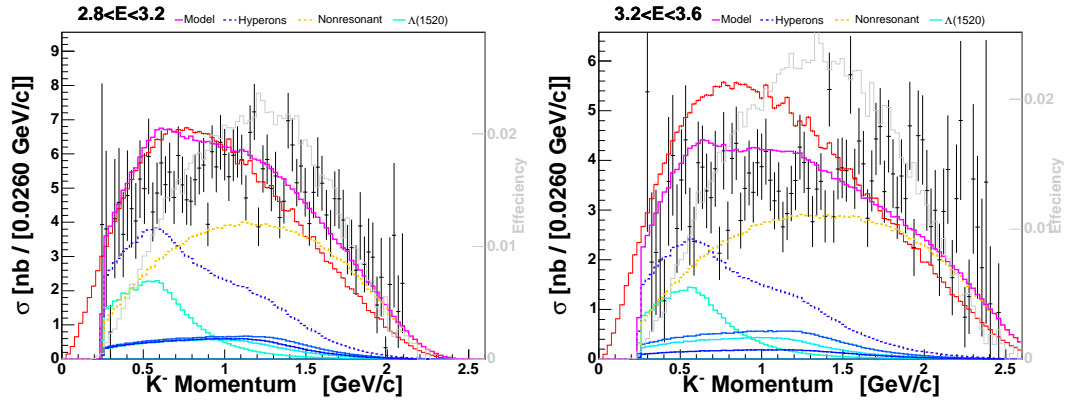 2.8<E<3.2
Model Hyperons Nonresonant Λ(1520)
σ [nb / [0.0260 GeV/c]]
9
8
7
6
5
4
3
2
1
0
0 0.5 1 1.5 2 2.5
K⁻ Momentum [GeV/c]
0.02
0.01
0
Effeciency
3.2<E<3.6
Model Hyperons Nonresonant Λ(1520)
σ [nb / [0.0260 GeV/c]]
6
5
4
3
2
1
0
0 0.5 1 1.5 2 2.5
K⁻ Momentum [GeV/c]
0.02
0.01
0
Effeciency